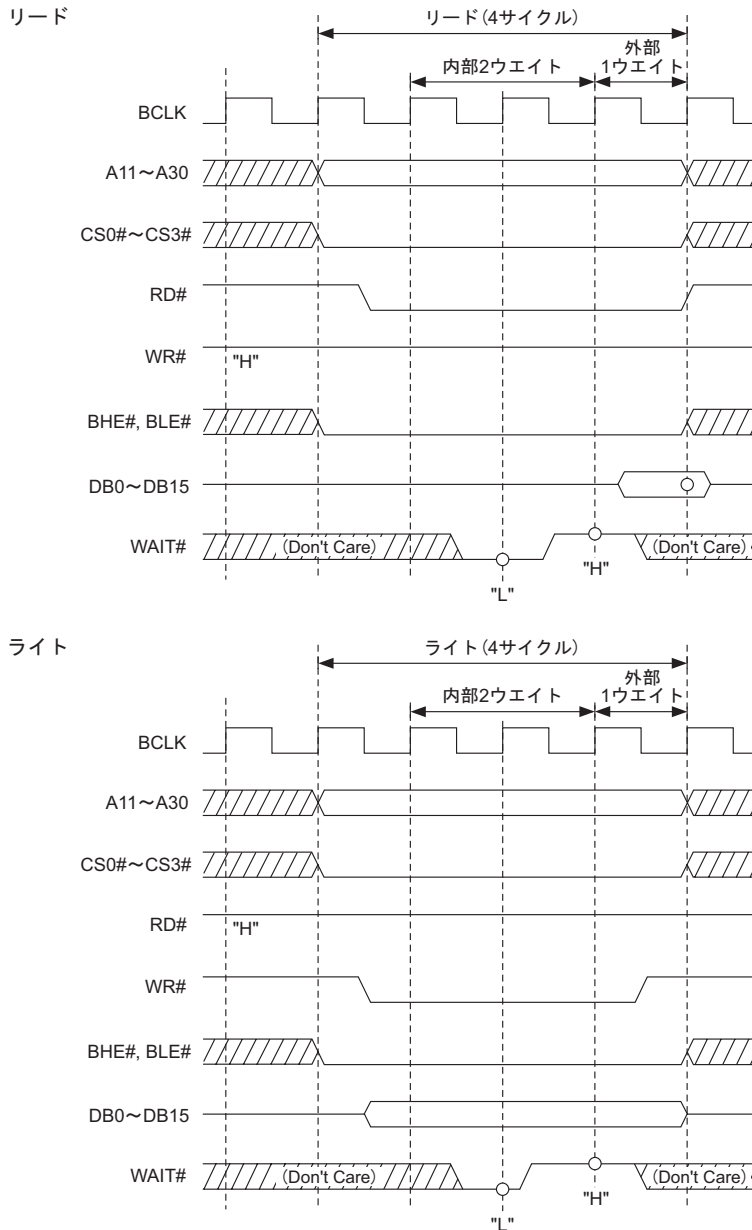 リード
リード(4サイクル)
内部2ウエイト
外部
1ウエイト
BCLK
A11～A30
CS0#～CS3#
RD#
WR#
"H"
BHE#, BLE#
DB0～DB15
WAIT#
(Don't Care)
(Don't Care)
"L"
"H"
ライト
ライト(4サイクル)
内部2ウエイト
外部
1ウエイト
BCLK
A11～A30
CS0#～CS3#
RD#
"H"
WR#
BHE#, BLE#
DB0～DB15
WAIT#
(Don't Care)
(Don't Care)
"L"
"H"